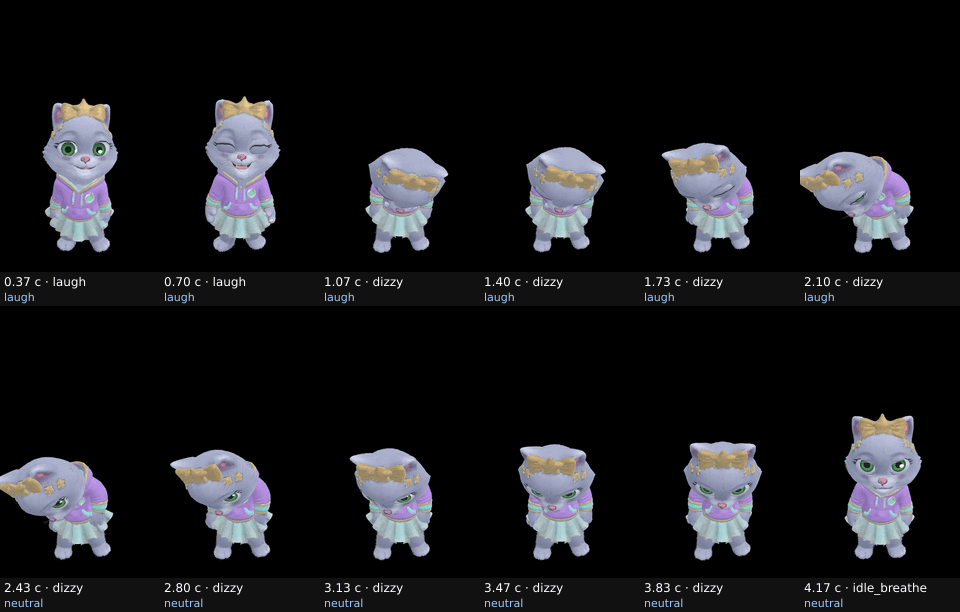 0.37 c · laugh
laugh
0.70 c · laugh
laugh
1.07 c · dizzy
laugh
1.40 c · dizzy
laugh
1.73 c · dizzy
laugh
2.10 c · dizzy
laugh
2.43 c · dizzy
neutral
2.80 c · dizzy
neutral
3.13 c · dizzy
neutral
3.47 c · dizzy
neutral
3.83 c · dizzy
neutral
4.17 c · idle_breathe
neutral